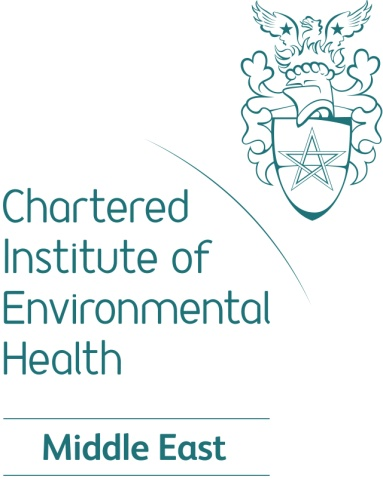 Chartered
Institute of
Environmental
Health
Middle East